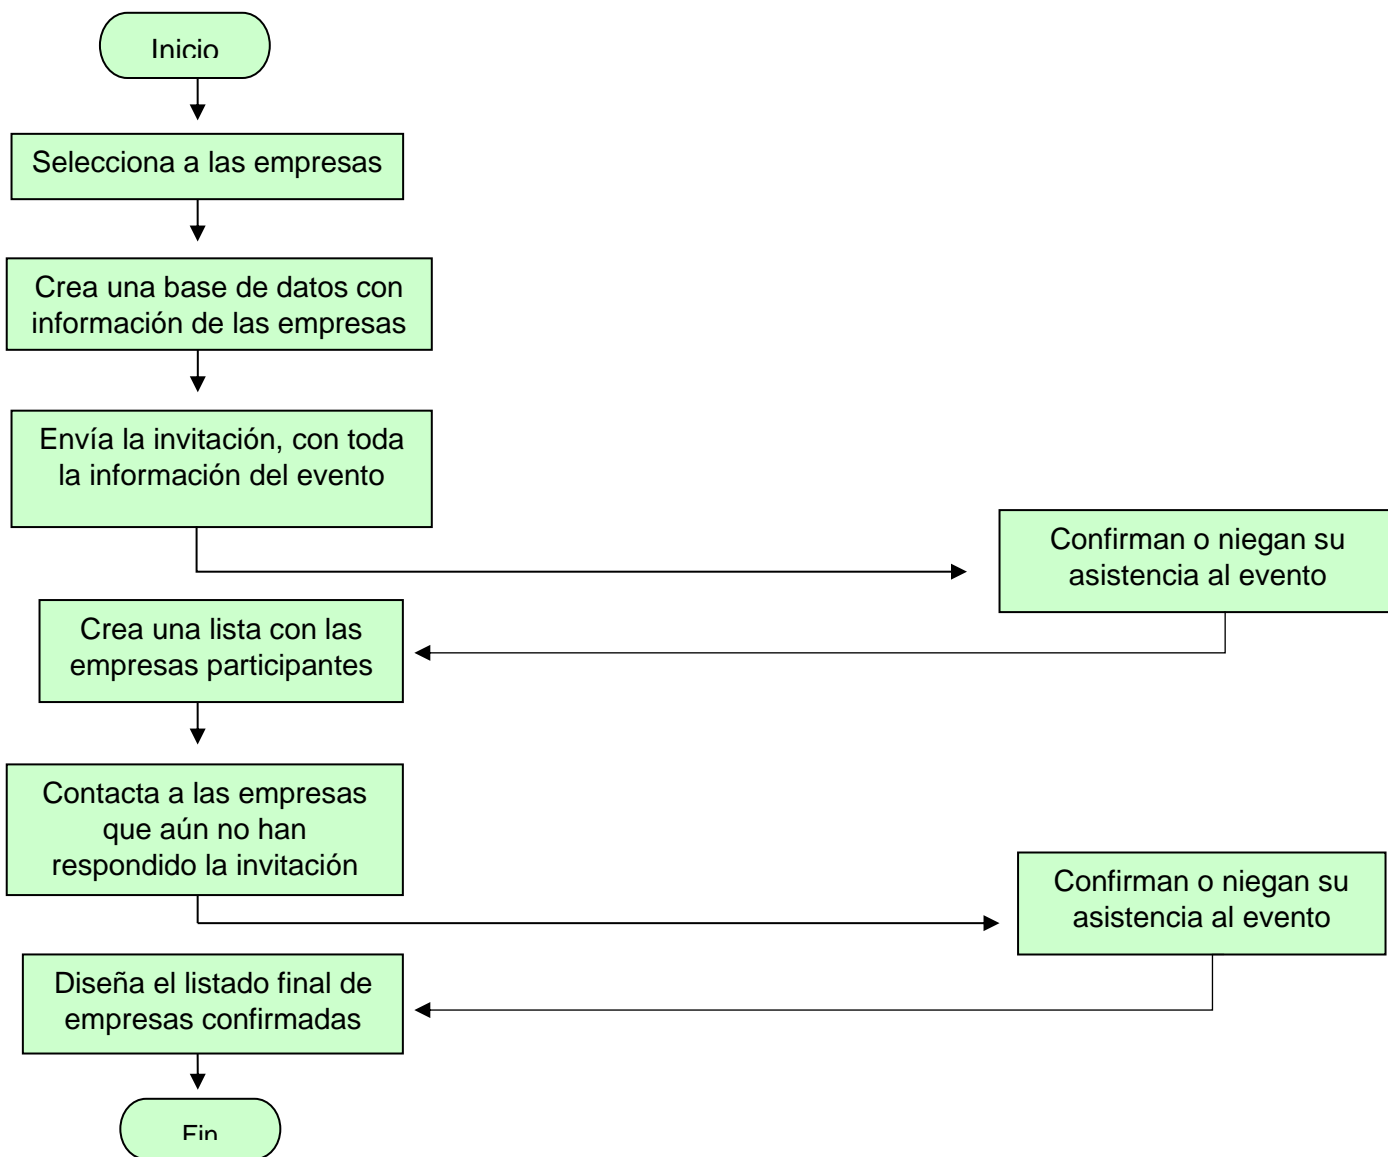 Inicio
Selecciona a las empresas
Crea una base de datos con
información de las empresas
Envía la invitación, con toda
la información del evento
Confirman o niegan su
asistencia al evento
Crea una lista con las
empresas participantes
Contacta a las empresas
que aún no han
respondido la invitación
Confirman o niegan su
asistencia al evento
Diseña el listado final de
empresas confirmadas
Fin